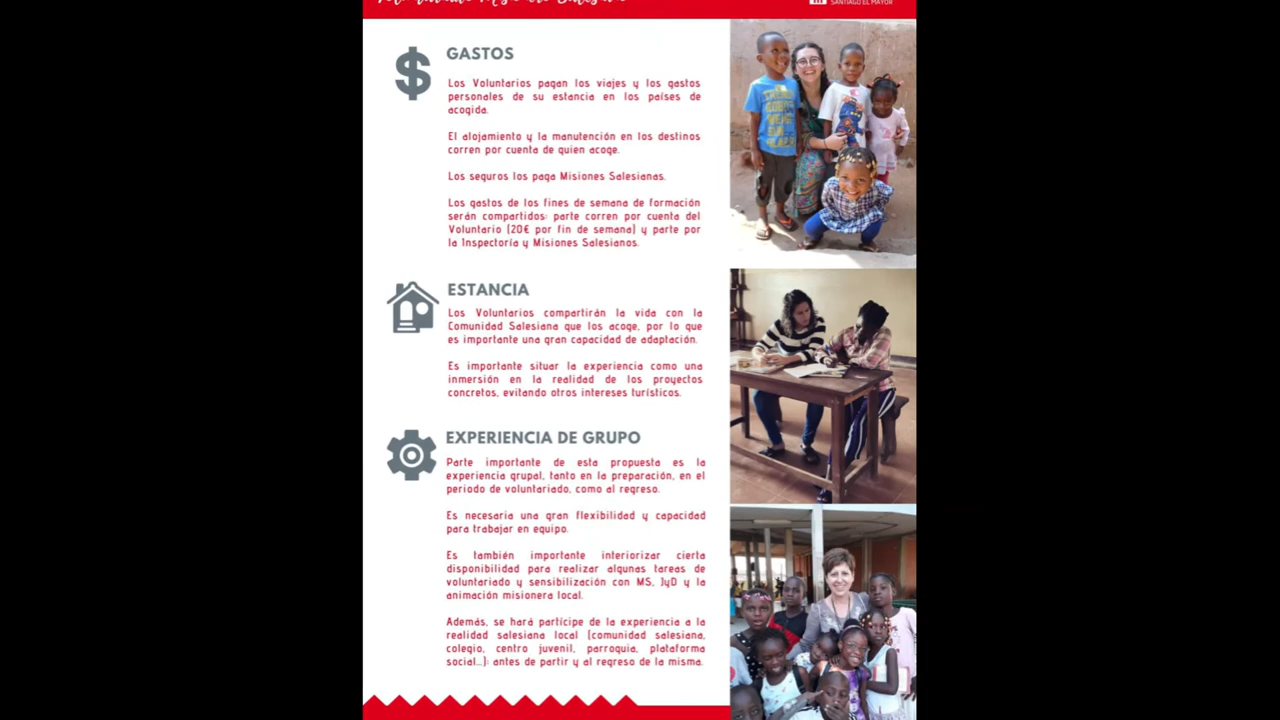 Voluntariado Misionero Salesiano
SANTIAGO EL MAYOR
GASTOS
Los Voluntarios pagan los viajes y los gastos
personales de su estancia en los países de
acogida.
El alojamiento y la manutención en los destinos
corren por cuenta de quien acoge.
Los seguros los paga Misiones Salesianas.
Los gastos de los fines de semana de formación
serán compartidos: parte corren por cuenta del
Voluntario (20€ por fin de semana) y parte por
la Inspectoría y Misiones Salesianos.
ESTANCIA
Los Voluntarios compartirán la vida con la
Comunidad Salesiana que los acoge, por lo que
es importante una gran capacidad de adaptación.
Es importante situar la experiencia como una
inmersión en la realidad de los proyectos
concretos, evitando otros intereses turísticos.
EXPERIENCIA DE GRUPO
Parte importante de esta propuesta es la
experiencia grupal, tanto en la preparación, en el
periodo de voluntariado, como al regreso.
Es necesaria una gran flexibilidad y capacidad
para trabajar en equipo.
Es también importante interiorizar cierta
disponibilidad para realizar algunas tareas de
voluntariado y sensibilización con MS, JyD y la
animación misionera local.
Además, se hará partícipe de la experiencia a la
realidad salesiana local (comunidad salesiana,
colegio, centro juvenil, parroquia, plataforma
social...): antes de partir y al regreso de la misma.